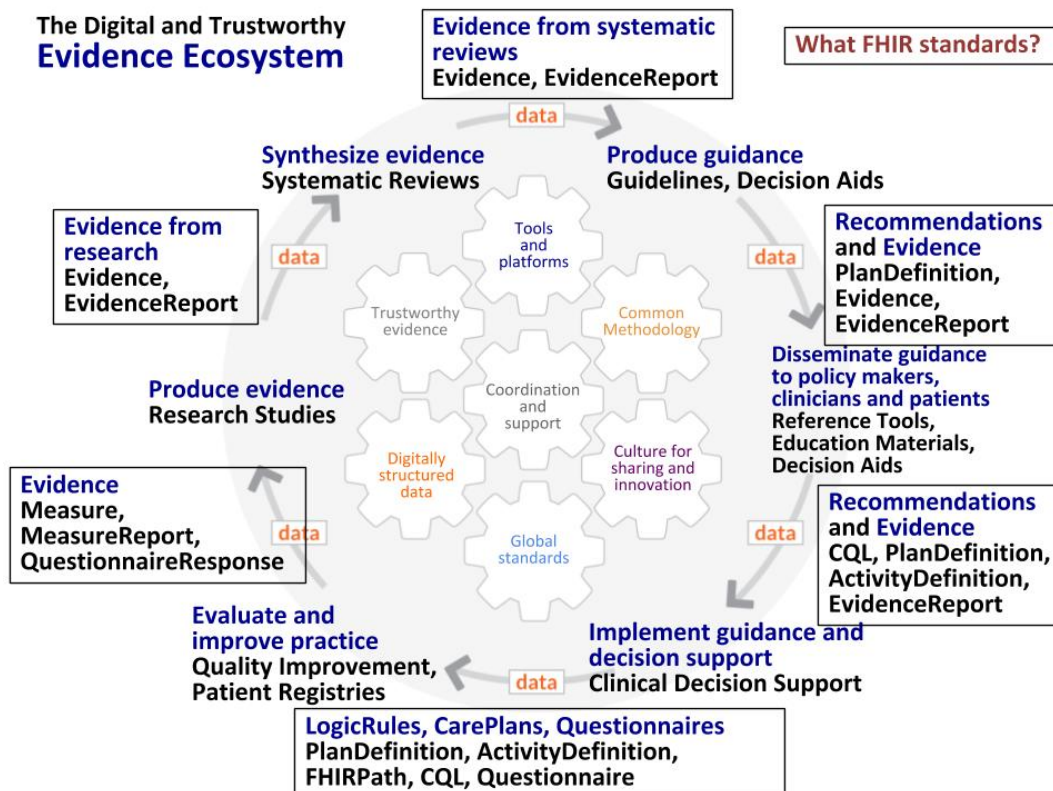 The Digital and Trustworthy
Evidence Ecosystem
Evidence from systematic
reviews
Evidence, EvidenceReport
What FHIR standards?
data
Synthesize evidence
Systematic Reviews
Produce guidance
Guidelines, Decision Aids
Evidence from
research
Evidence,
EvidenceReport
data
Tools
and
platforms
data
Recommendations
and Evidence
PlanDefinition,
Evidence,
EvidenceReport
Trustworthy
evidence
Common
Methodology
Produce evidence
Research Studies
Coordination
and
support
Disseminate guidance
to policy makers,
clinicians and patients
Reference Tools,
Education Materials,
Decision Aids
Digitally
structured
data
Culture for
sharing and
innovation
Evidence
Measure,
MeasureReport,
QuestionnaireResponse
data
Global
standards
data
Recommendations
and Evidence
CQL, PlanDefinition,
ActivityDefinition,
EvidenceReport
Evaluate and
improve practice
Quality Improvement,
Patient Registries
data
Implement guidance and
decision support
Clinical Decision Support
LogicRules, CarePlans, Questionnaires
PlanDefinition, ActivityDefinition,
FHIRPath, CQL, Questionnaire